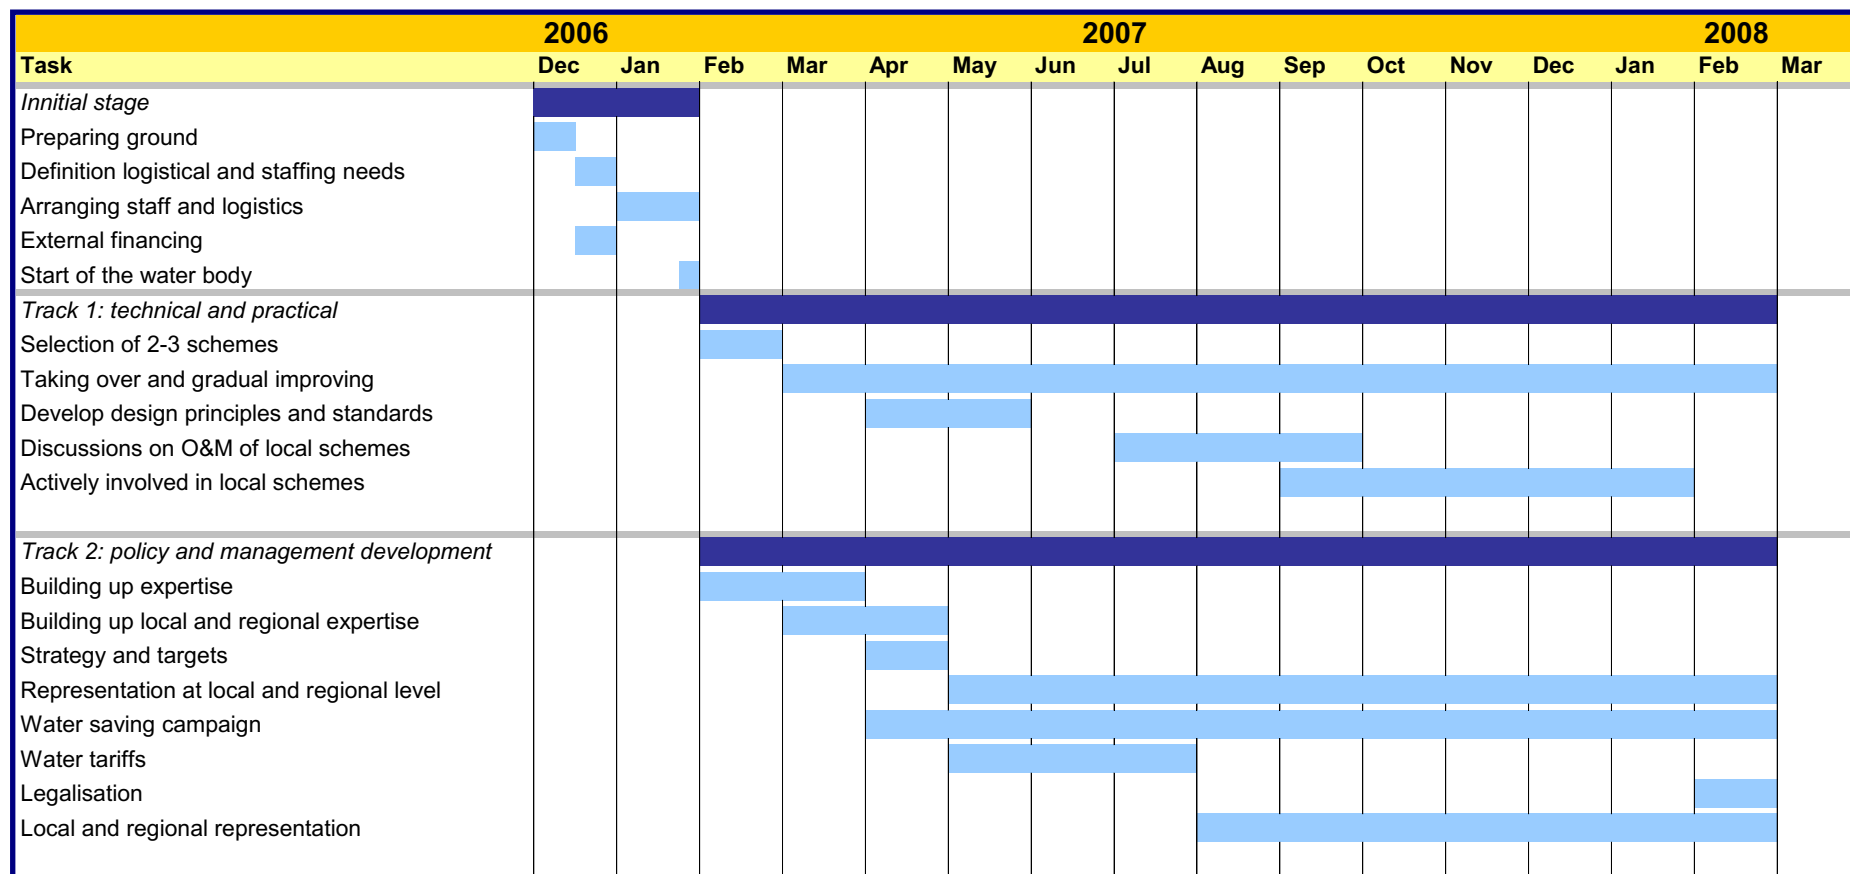 2006 2007 2008
Task Dec Jan Feb Mar Apr May Jun Jul Aug Sep Oct Nov Dec Jan Feb Mar
Innitial stage
Preparing ground
Definition logistical and staffing needs
Arranging staff and logistics
External financing
Start of the water body
Track 1: technical and practical
Selection of 2-3 schemes
Taking over and gradual improving
Develop design principles and standards
Discussions on O&M of local schemes
Actively involved in local schemes
Track 2: policy and management development
Building up expertise
Building up local and regional expertise
Strategy and targets
Representation at local and regional level
Water saving campaign
Water tariffs
Legalisation
Local and regional representation